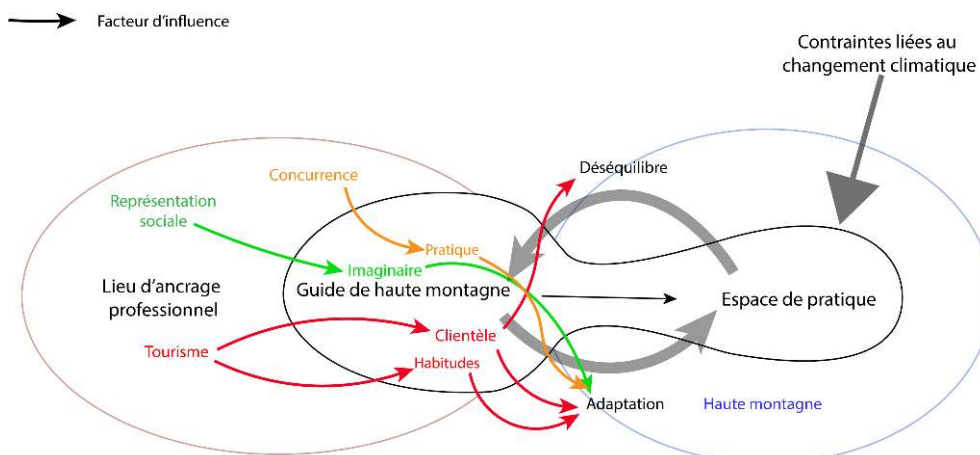 Facteur d'influence
Contraintes liées au
changement climatique
Déséquilibre
Concurrence
Représentation
sociale
Pratique
Imaginaire
Guide de haute montagne
Lieu d'ancrage
professionnel
Espace de pratique
Clientèle
Tourisme
Habitudes
Adaptation
Haute montagne